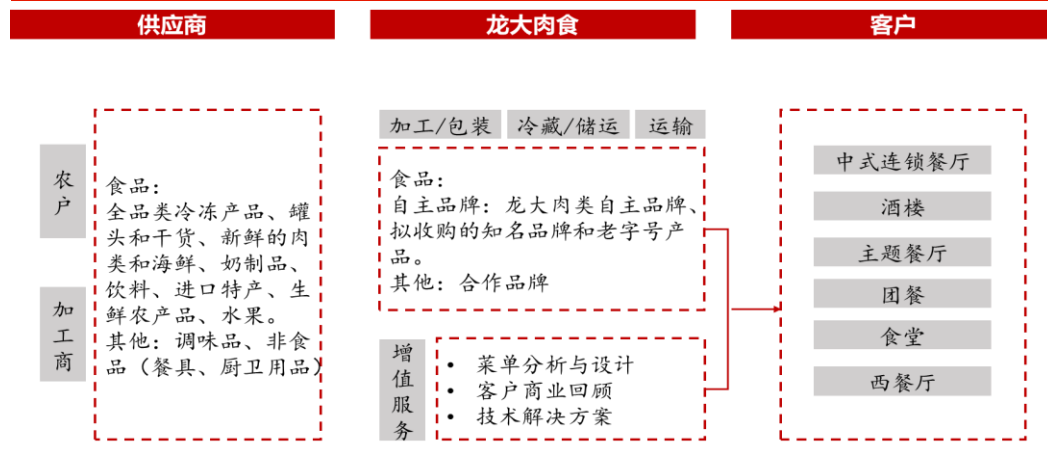 供应商
农户
加工商
食品：
全品类冷冻产品、罐
头和干货、新鲜的肉
类和海鲜、奶制品、
饮料、进口特产、生
鲜农产品、水果。
其他：调味品、非食
品（餐具、厨卫用品）
龙大肉食
加工/包装 冷藏/储运 运输
食品：
自主品牌：龙大肉类自主品牌、
拟收购的知名品牌和老字号产
品。
其他：合作品牌
增值服务
• 菜单分析与设计
• 客户商业回顾
• 技术解决方案
客户
中式连锁餐厅
酒楼
主题餐厅
团餐
食堂
西餐厅